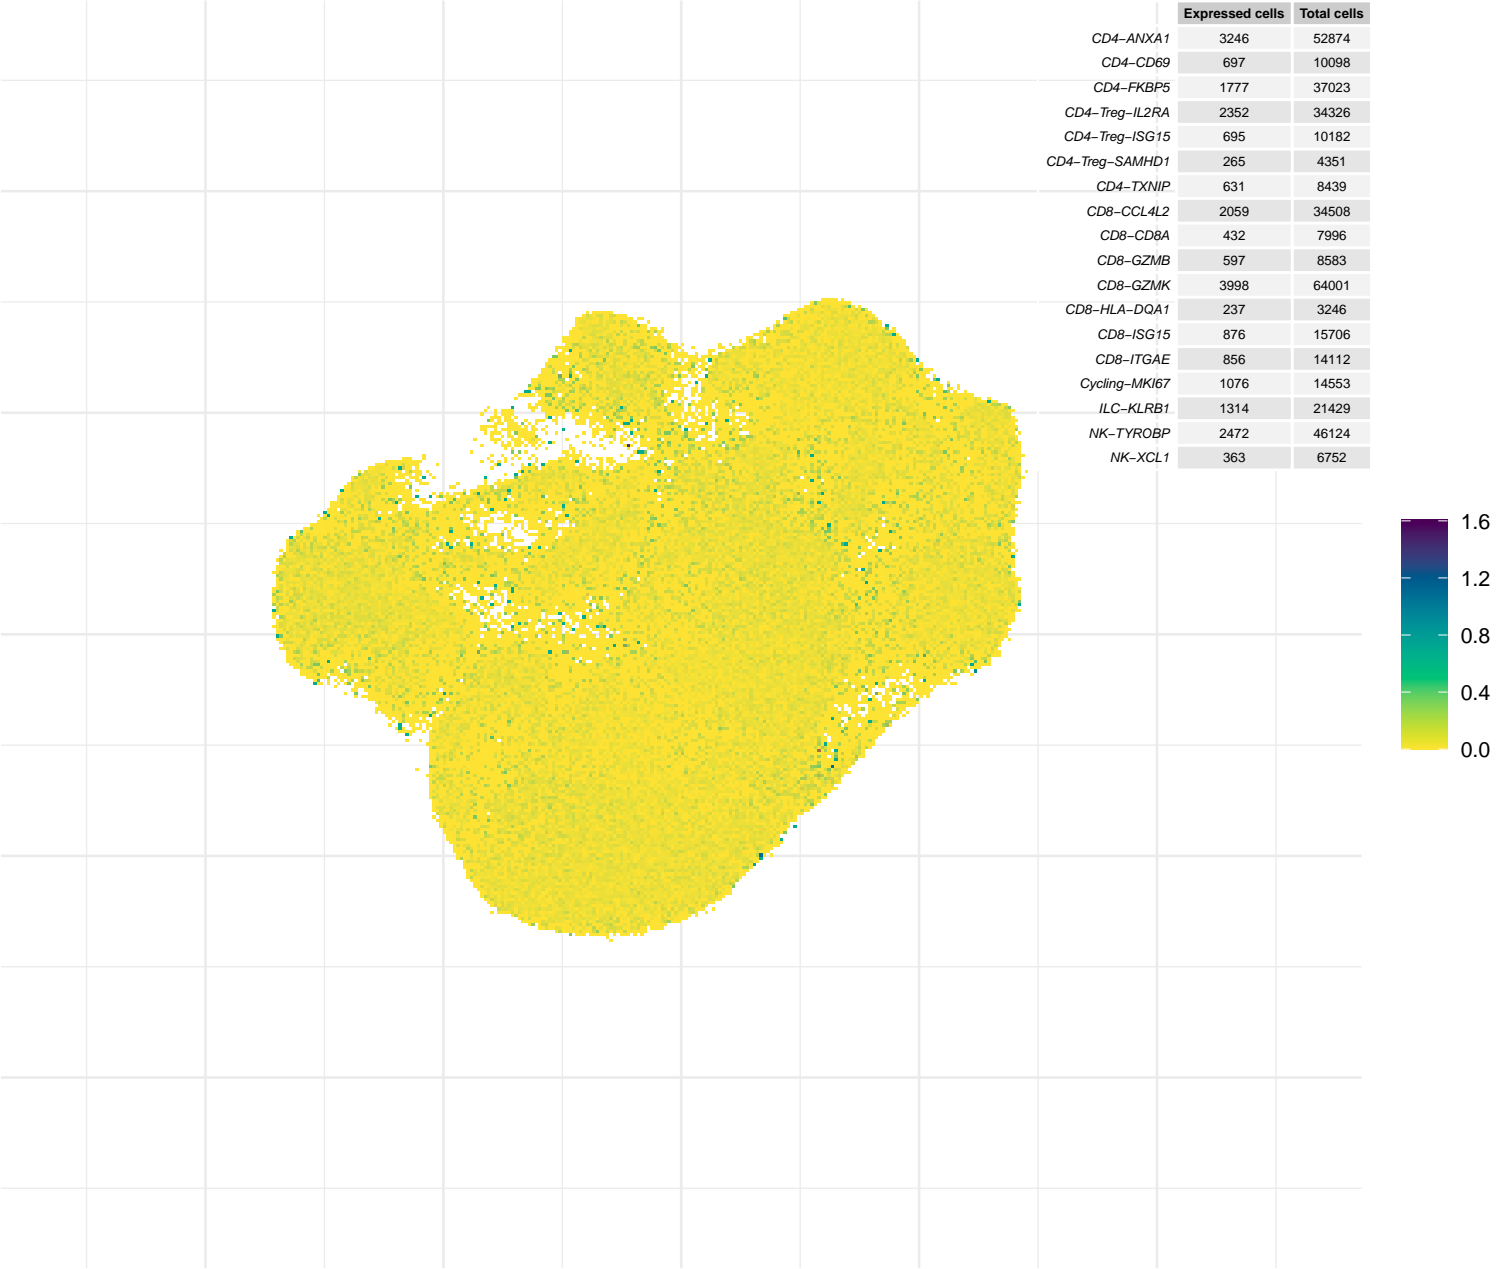 Expressed cells Total cells
CD4−ANXA1 3246 52874
CD4−CD69 697 10098
CD4−FKBP5 1777 37023
CD4−Treg−IL2RA 2352 34326
CD4−Treg−ISG15 695 10182
CD4−Treg−SAMHD1 265 4351
CD4−TXNIP 631 8439
CD8−CCL4L2 2059 34508
CD8−CD8A 432 7996
CD8−GZMB 597 8583
CD8−GZMK 3998 64001
CD8−HLA−DQA1 237 3246
CD8−ISG15 876 15706
CD8−ITGAE 856 14112
Cycling−MKI67 1076 14553
ILC−KLRB1 1314 21429
NK−TYROBP 2472 46124
NK−XCL1 363 6752
1.6
1.2
0.8
0.4
0.0